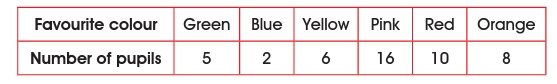 Favourite colour Green Blue Yellow Pink Red Orange
Number of pupils 5 2 6 16 10 8